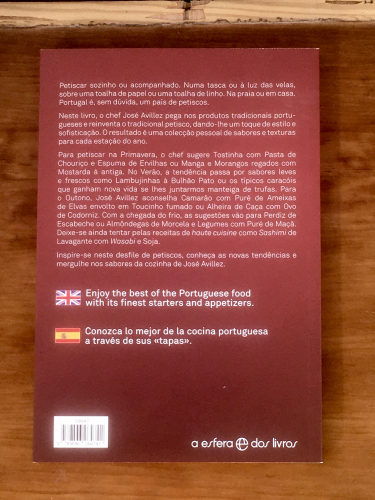 Petiscar sozinho ou acompanhado. Numa tasca ou à luz das velas,
sobre uma toalha de papel ou uma toalha de linho. Na praia ou em casa.
Portugal é, sem dúvida, um país de petiscos.
Neste livro, o chef José Avillez pega nos produtos tradicionais portu-
gueses e reinventa o tradicional petisco, dando-lhe um toque de estilo e
sofisticação. O resultado é uma colecção pessoal de sabores e texturas
para cada estação do ano.
Para petiscar na Primavera, o chef sugere Tostinha com Pasta de
Chouriço e Espuma de Ervilhas ou Manga e Morangos regados com
Mostarda à antiga. No Verão, a tendência passa por sabores leves
e frescos como Lambujinhas à Bulhão Pato ou os típicos caracóis
que ganham nova vida se lhes juntarmos manteiga de trufas. Para
o Outono, José Avillez aconselha Camarão com Puré de Ameixas
de Elvas envolto em Toucinho fumado ou Alheira de Caça com Ovo
de Codorniz. Com a chegada do frio, as sugestões vão para Perdiz de
Escabeche ou Almôndegas de Morcela e Legumes com Puré de Maçã.
Deixe-se ainda tentar pelas receitas de haute cuisine como Sashimi de
Lavagante com Wasabi e Soja.
Inspire-se neste desfile de petiscos, conheça as novas tendências e
mergulhe nos sabores da cozinha de José Avillez.
Enjoy the best of the Portuguese food
with its finest starters and appetizers.
Conozca lo mejor de la cocina portuguesa
a través de sus «tapas».
a esfera dos livros